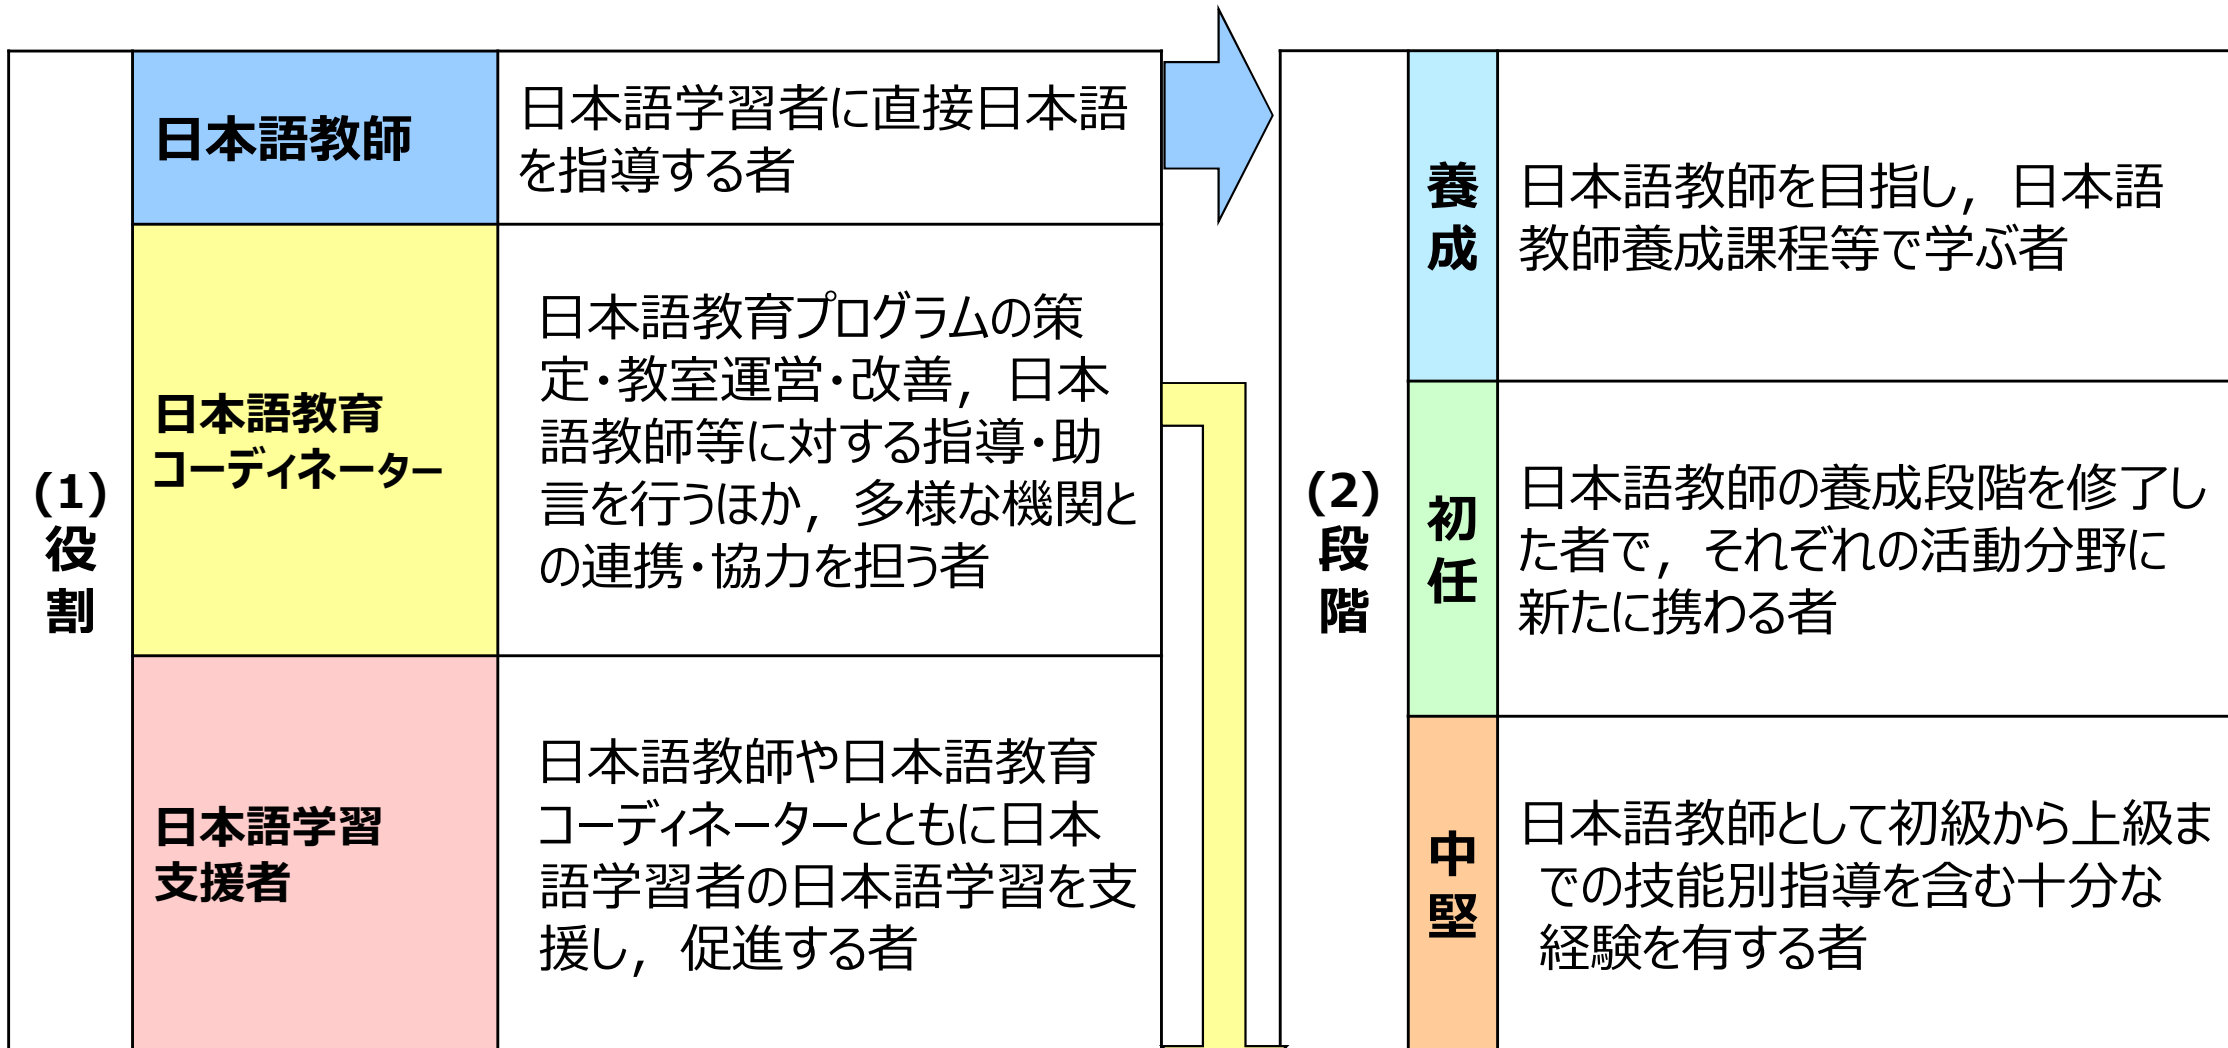 (1)
役
割
日本語教師
日本語学習者に直接日本語
を指導する者
日本語教育
コーディネーター
日本語教育プログラムの策
定・教室運営・改善，日本
語教師等に対する指導・助
言を行うほか，多様な機関と
の連携・協力を担う者
日本語学習
支援者
日本語教師や日本語教育
コーディネーターとともに日本
語学習者の日本語学習を支
援し，促進する者
(2)
段
階
養
成
日本語教師を目指し，日本語
教師養成課程等で学ぶ者
初
任
日本語教師の養成段階を修了し
た者で，それぞれの活動分野に
新たに携わる者
中
堅
日本語教師として初級から上級ま
での技能別指導を含む十分な
経験を有する者